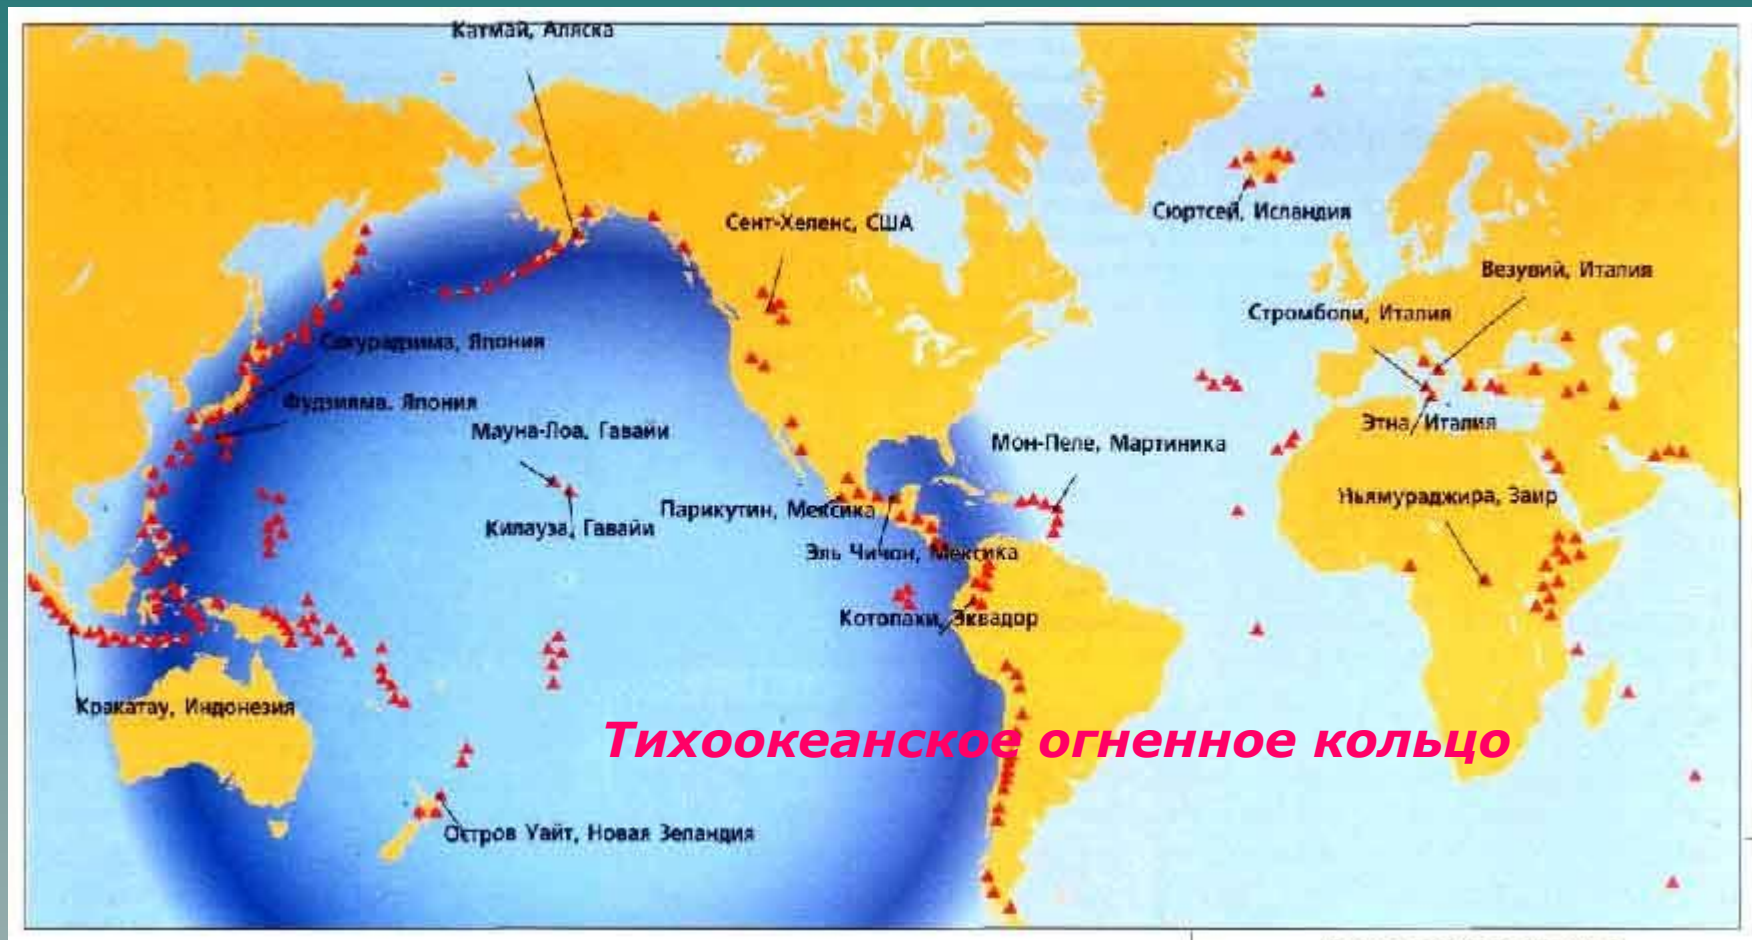 Катмай, Аляска
Сент-Хеленс, США
Сюртсей, Исландия
Везувий, Италия
Стромболи, Италия
Сакурадзима, Япония
Фудзияма. Япония
Этна, Италия
Мауна-Лоа, Гавайи
Мон-Пеле, Мартиника
Ньямураджира, Заир
Парикутин, Мексика
Килауэа, Гавайи
Эль Чичон, Мексика
Котопахи, Эквадор
Кракатау, Индонезия
Тихоокеанское огненное кольцо
Остров Уайт, Новая Зеландия